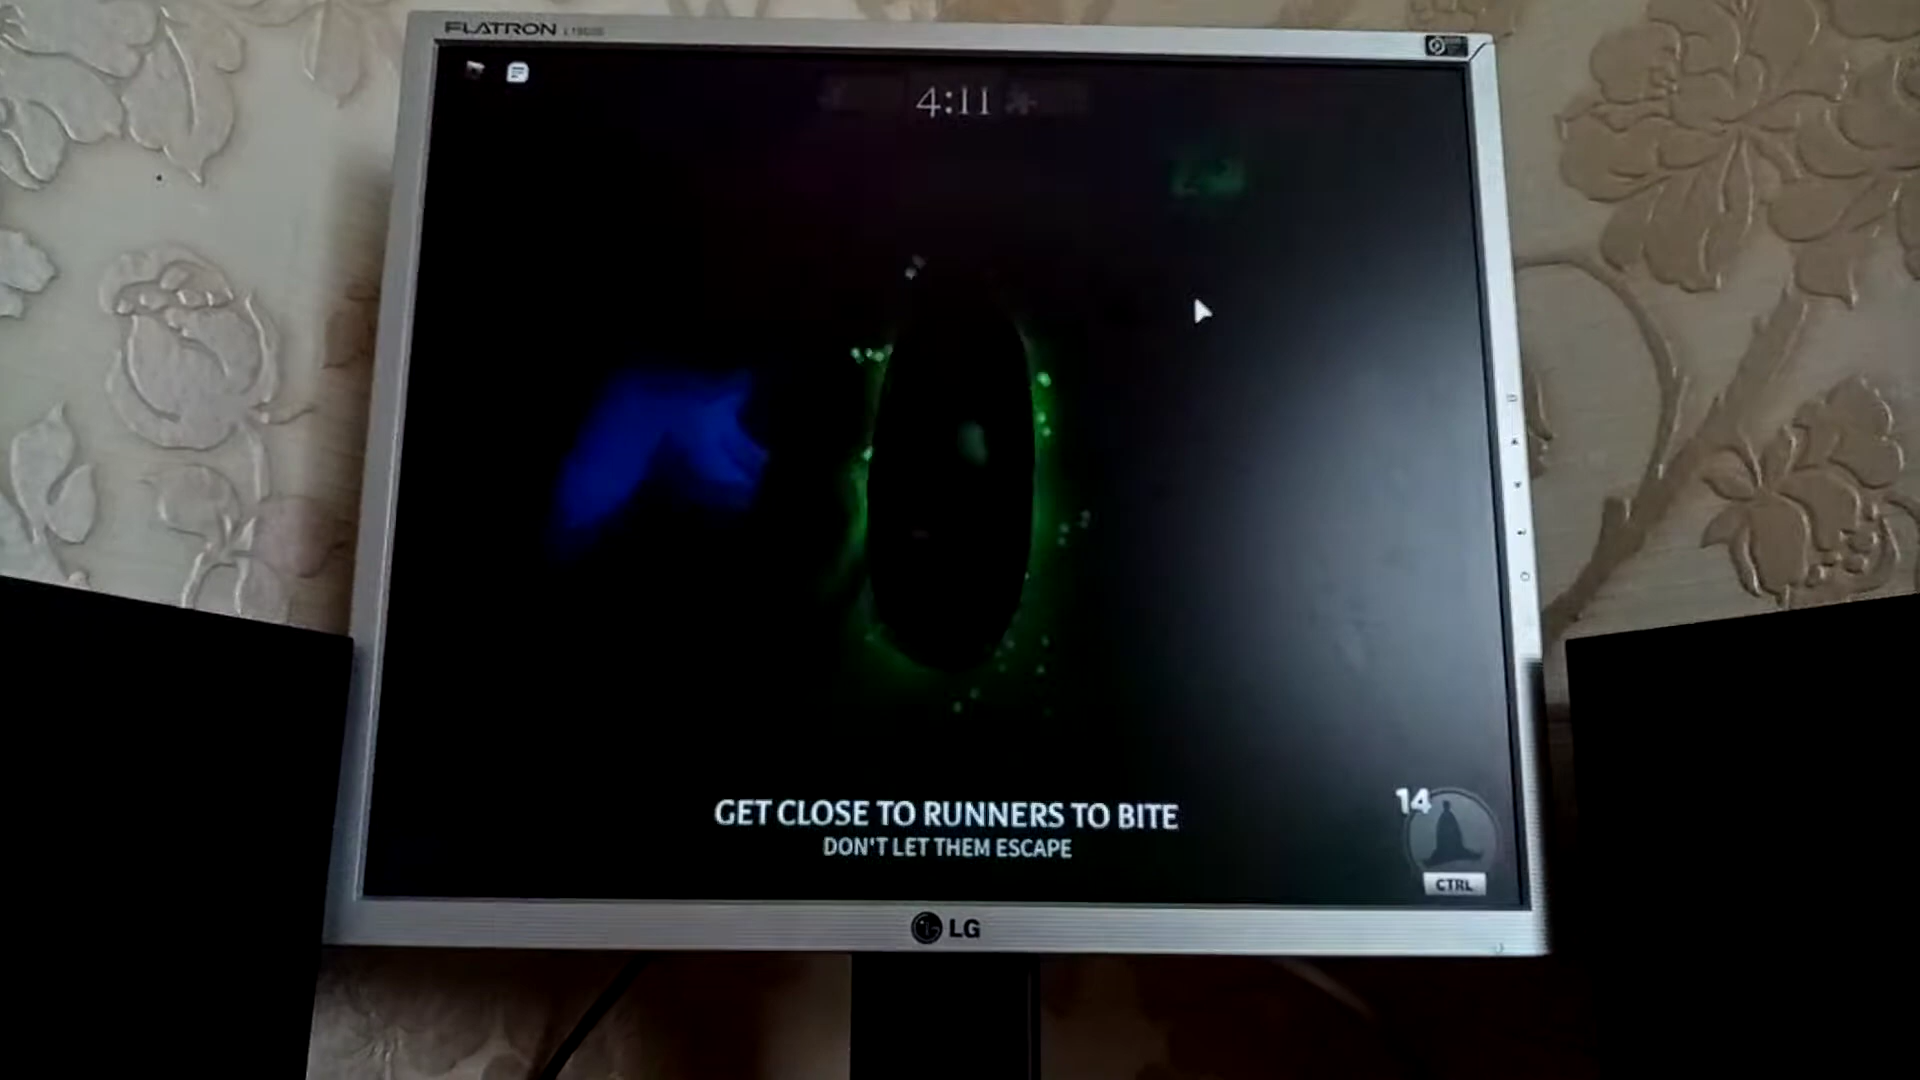 FLATRON
4:11
GET CLOSE TO RUNNERS TO BITE
DON'T LET THEM ESCAPE
14
CTRL
LG